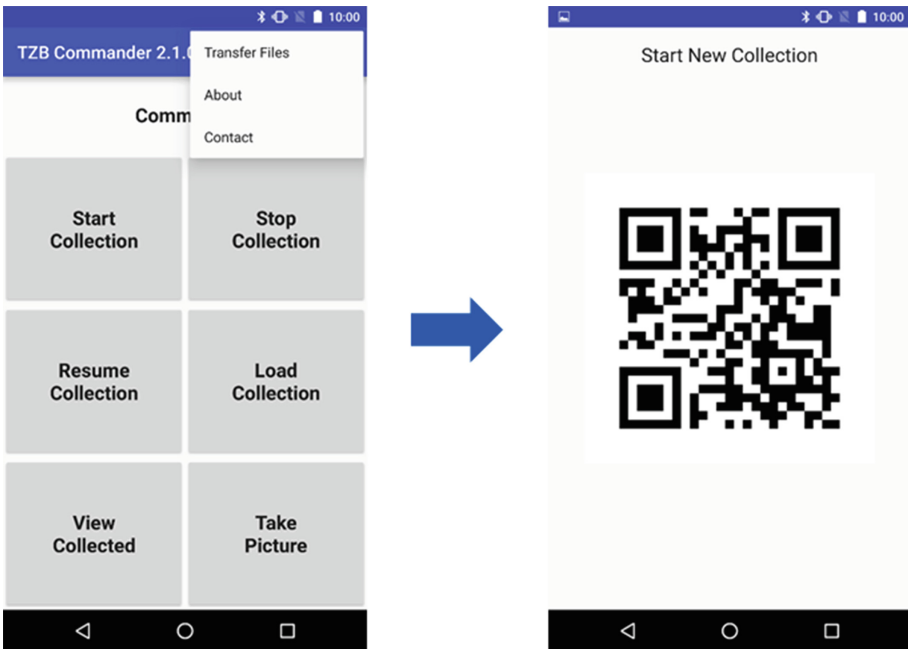 10:00
TZB Commander 2.1.
Transfer Files
About
Contact
Comm
Start
Collection
Stop
Collection
Resume
Collection
Load
Collection
View
Collected
Take
Picture
10:00
Start New Collection